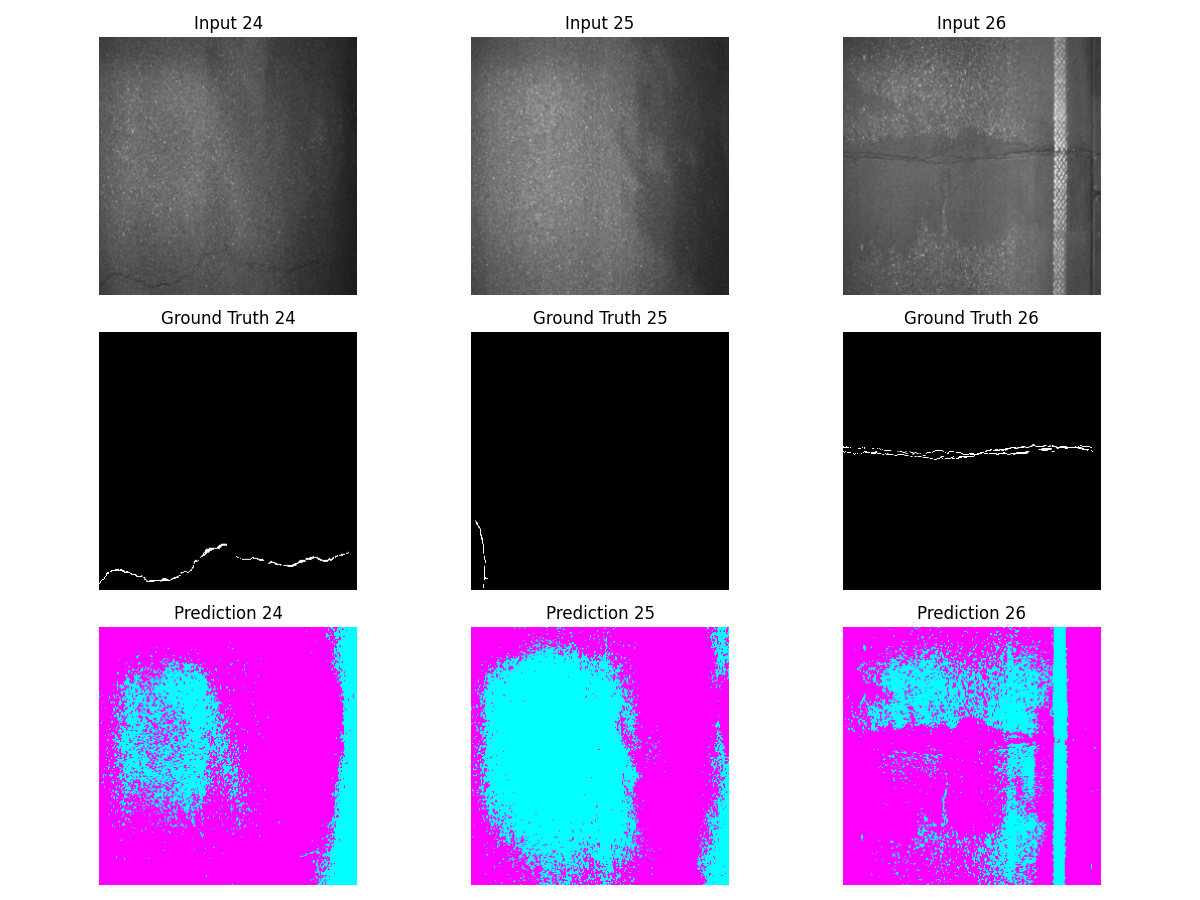 Input 24
Input 25
Input 26
Ground Truth 24
Ground Truth 25
Ground Truth 26
Prediction 24
Prediction 25
Prediction 26